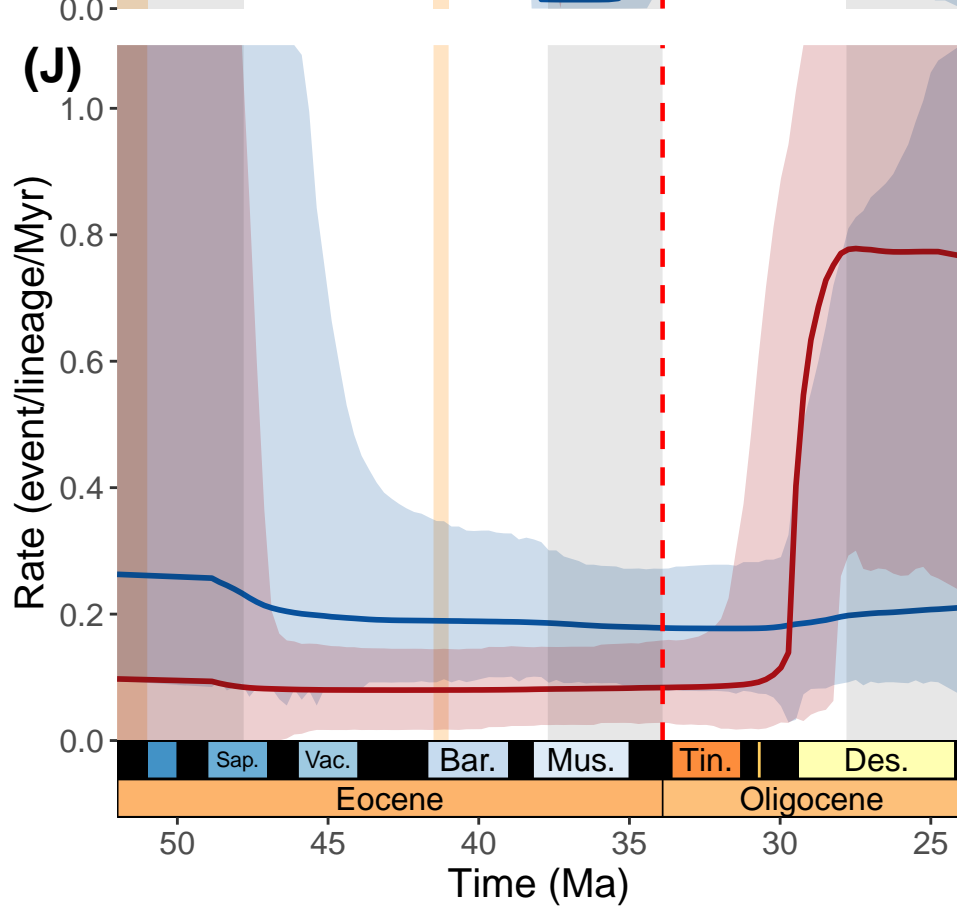 0.0
(J)
1.0
0.8
0.6
0.4
0.2
0.0
Rate (event/lineage/Myr)
Sap. Vac. Bar. Mus. Tin. Des.
Eocene Oligocene
50 45 40 35 30 25
Time (Ma)